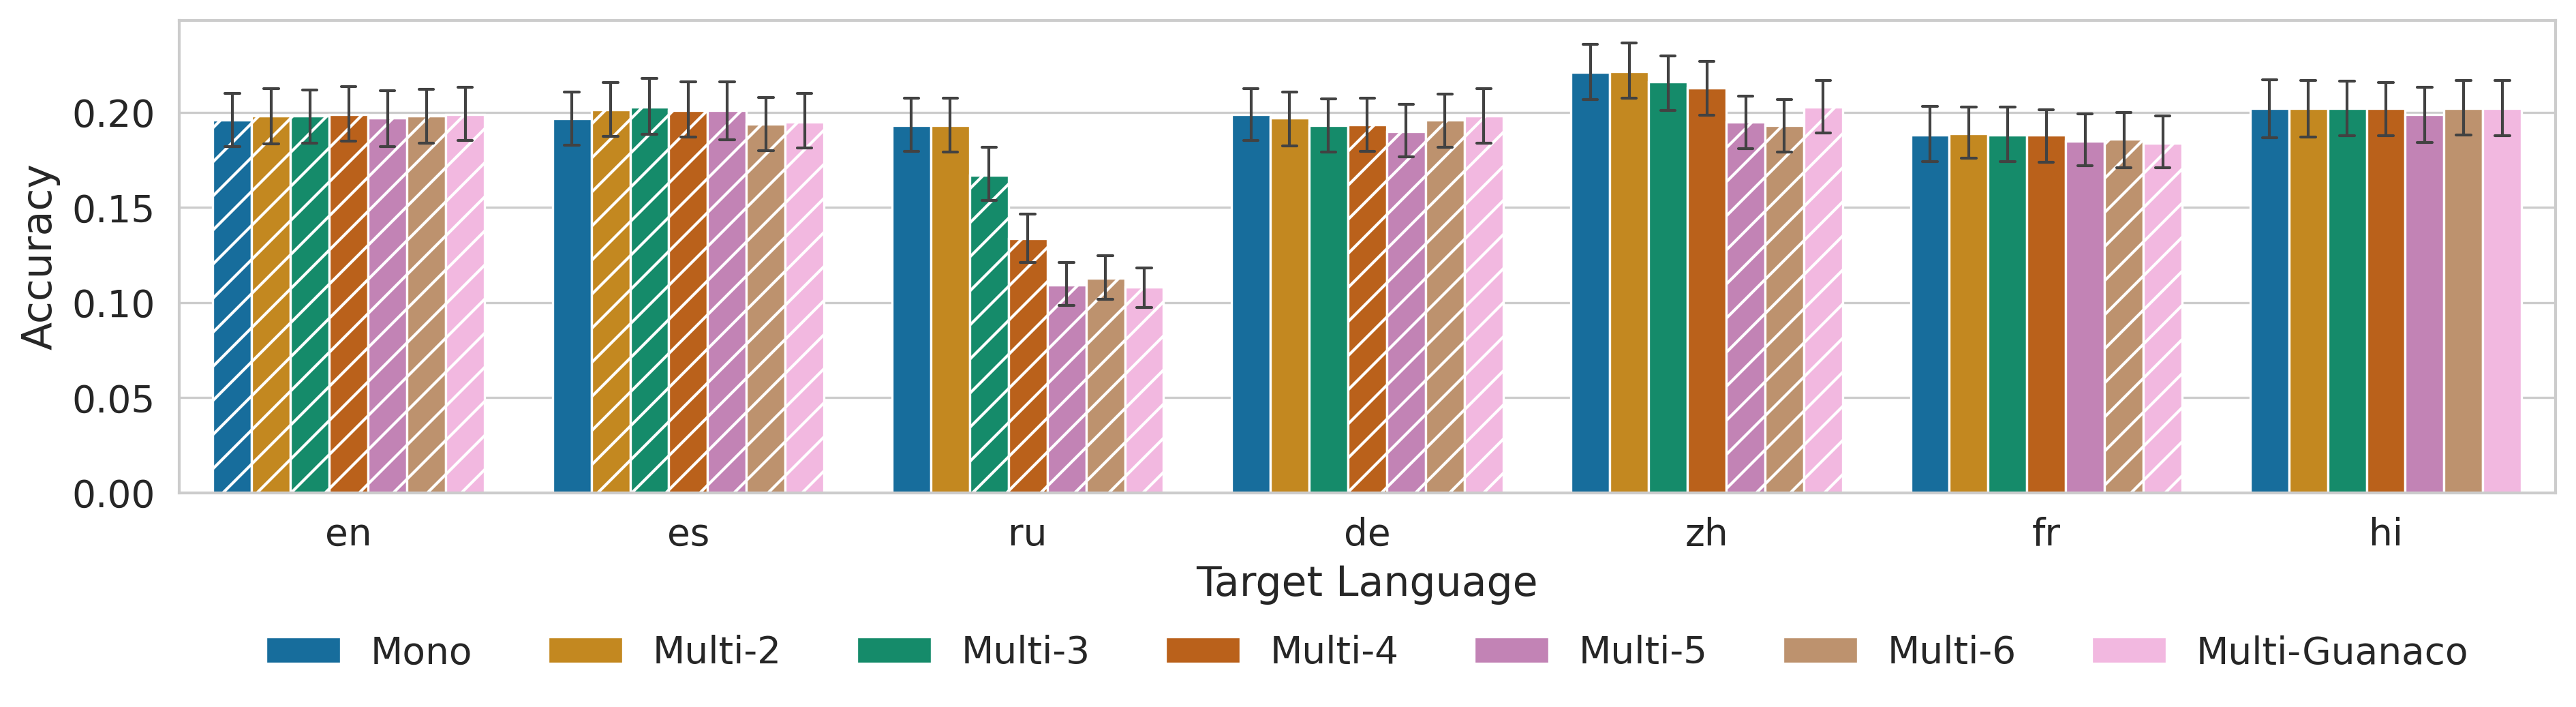 Accuracy
0.20
0.15
0.10
0.05
0.00
en es ru de zh fr hi
Target Language
Mono Multi-2 Multi-3 Multi-4 Multi-5 Multi-6 Multi-Guanaco